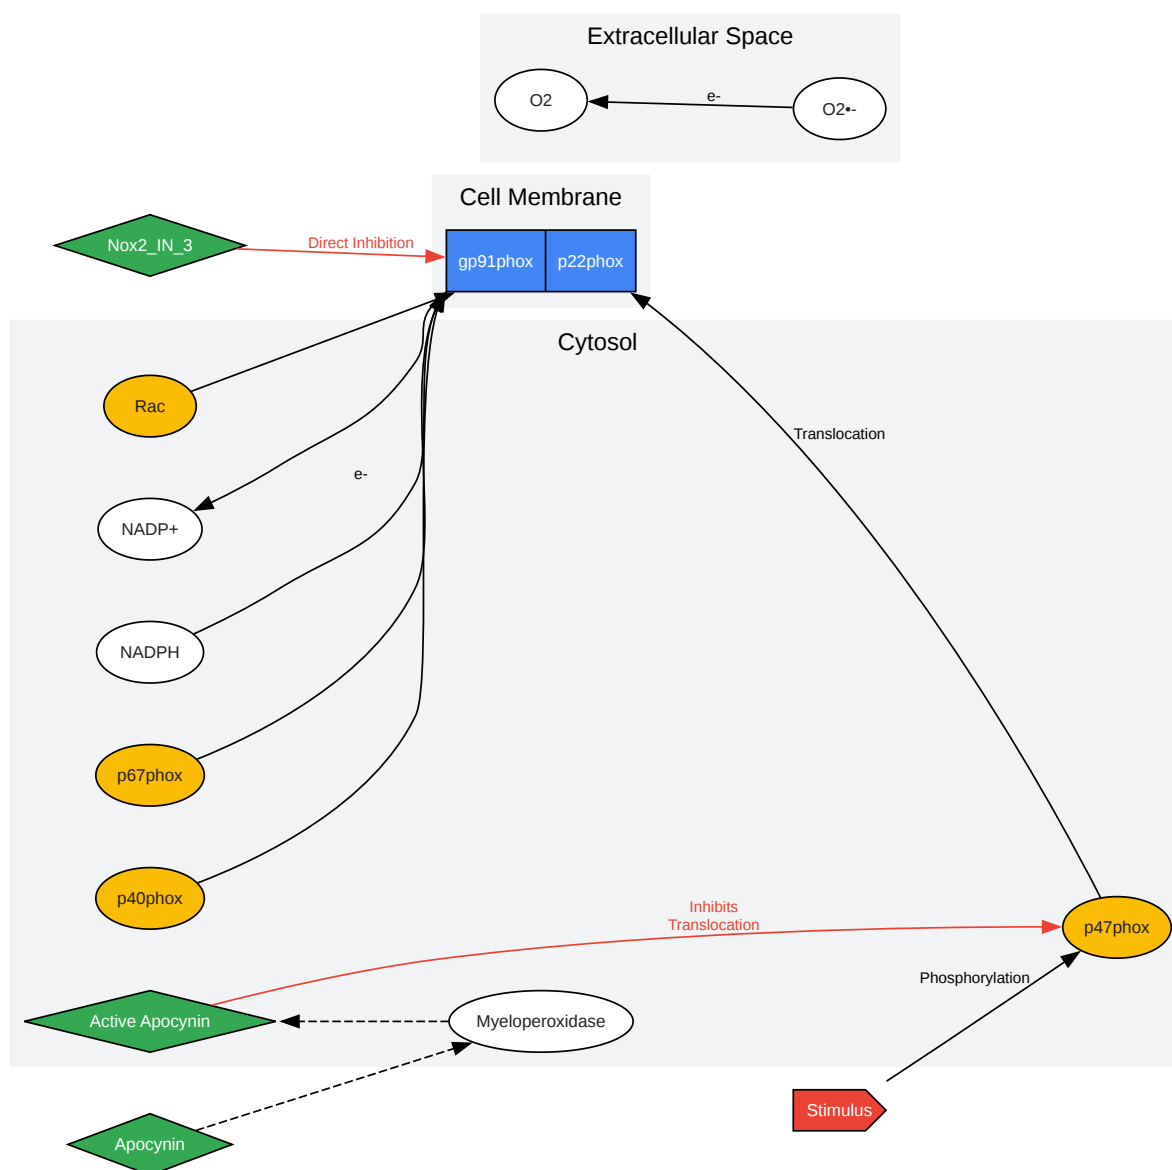 Extracellular Space
O2
e-
O2•-
Cell Membrane
Nox2_IN_3
Direct Inhibition
gp91phox
p22phox
Cytosol
Rac
Translocation
e-
NADP+
NADPH
p67phox
p40phox
Inhibits
Translocation
p47phox
Phosphorylation
Active Apocynin
Myeloperoxidase
Stimulus
Apocynin